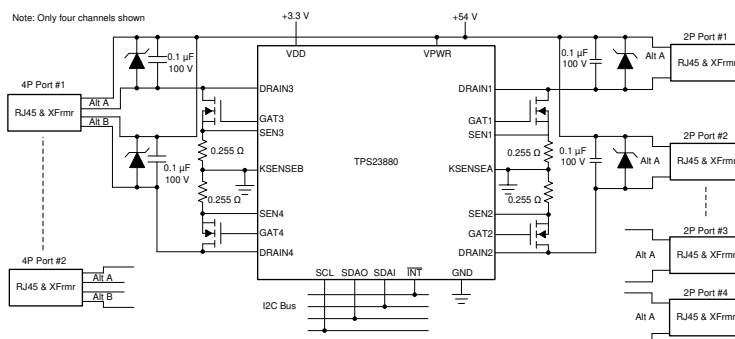 Note: Only four channels shown
+3.3 V
+54 V
2P Port #1
VDD
VPWR
0.1 µF
100 V
0.1 µF
100 V
RJ45 & XFrmr
4P Port #1
Alt A
RJ45 & XFrmr
Alt A
Alt B
DRAIN3
DRAIN1
GAT3
GAT1
SEN3
SEN1
2P Port #2
0.1 µF
100 V
0.255 Ω
TPS23880
0.255 Ω
0.1 µF
100 V
Alt A
RJ45 & XFrmr
KSENSEB
KSENSEA
0.255 Ω
0.255 Ω
SEN4
SEN2
GAT4
GAT2
DRAIN4
DRAIN2
2P Port #3
Alt A
RJ45 & XFrmr
4P Port #2
RJ45 & XFrmr
Alt A
Alt B
SCL
SDAO
SDAI
INT
GND
I2C Bus
2P Port #4
Alt A
RJ45 & XFrmr